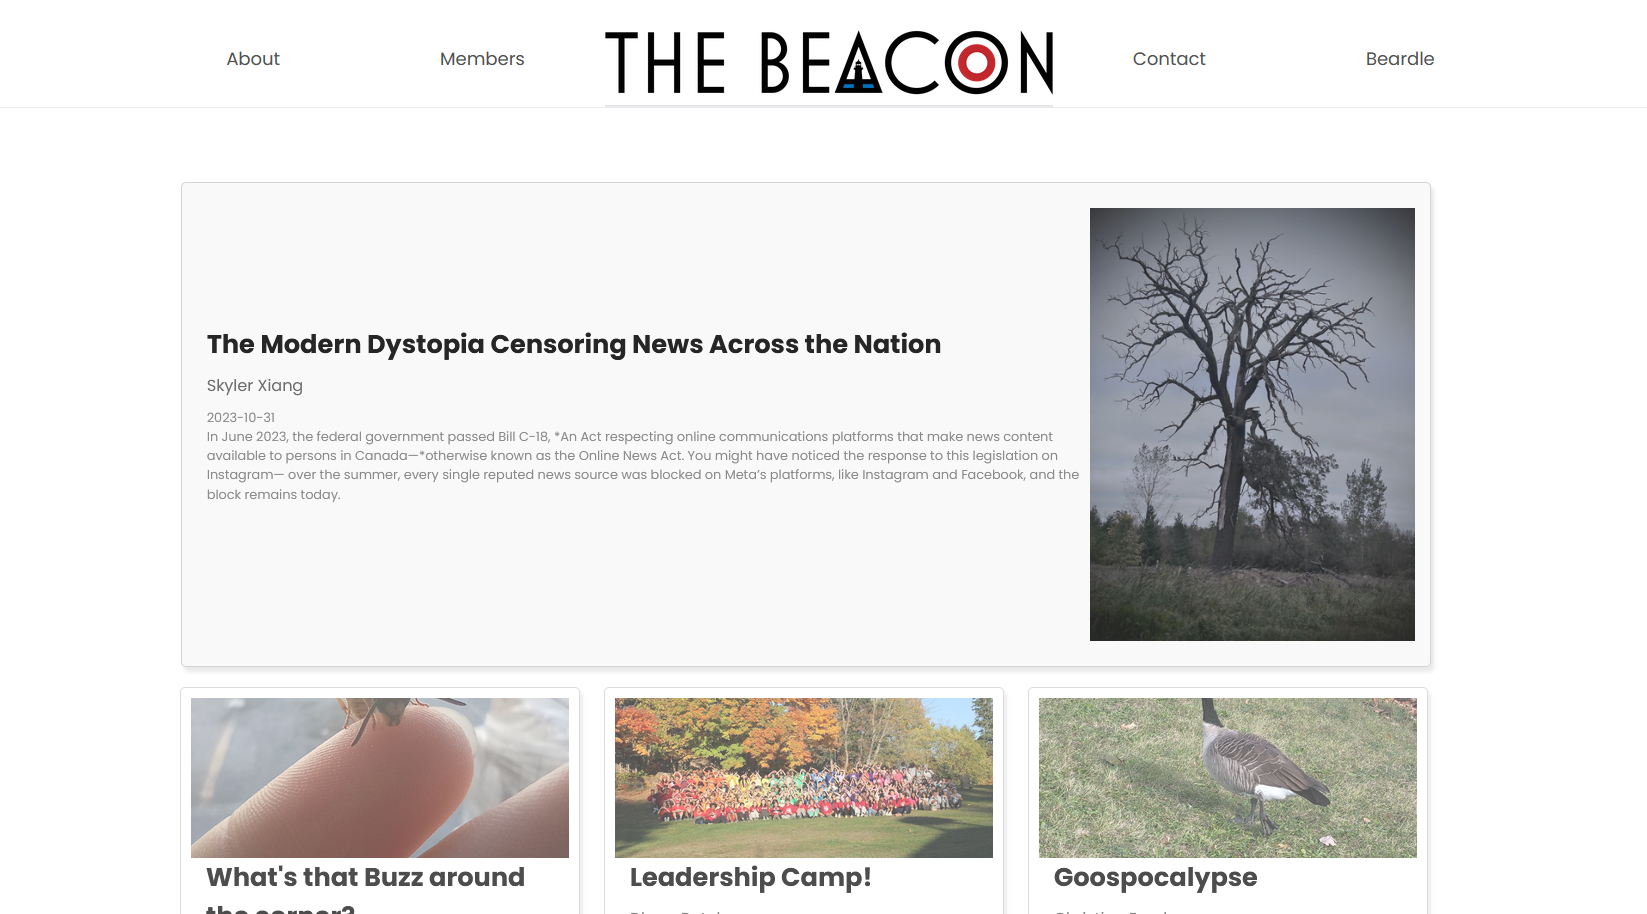 About
Members
THE BEACON
Contact
Beardle
The Modern Dystopia Censoring News Across the Nation
Skyler Xiang
2023-10-31
In June 2023, the federal government passed Bill C-18, *An Act respecting online communications platforms that make news content
available to persons in Canada—*otherwise known as the Online News Act. You might have noticed the response to this legislation on
Instagram— over the summer, every single reputed news source was blocked on Meta’s platforms, like Instagram and Facebook, and the
block remains today.
What's that Buzz around
the corner?
Leadership Camp!
Goospocalypse